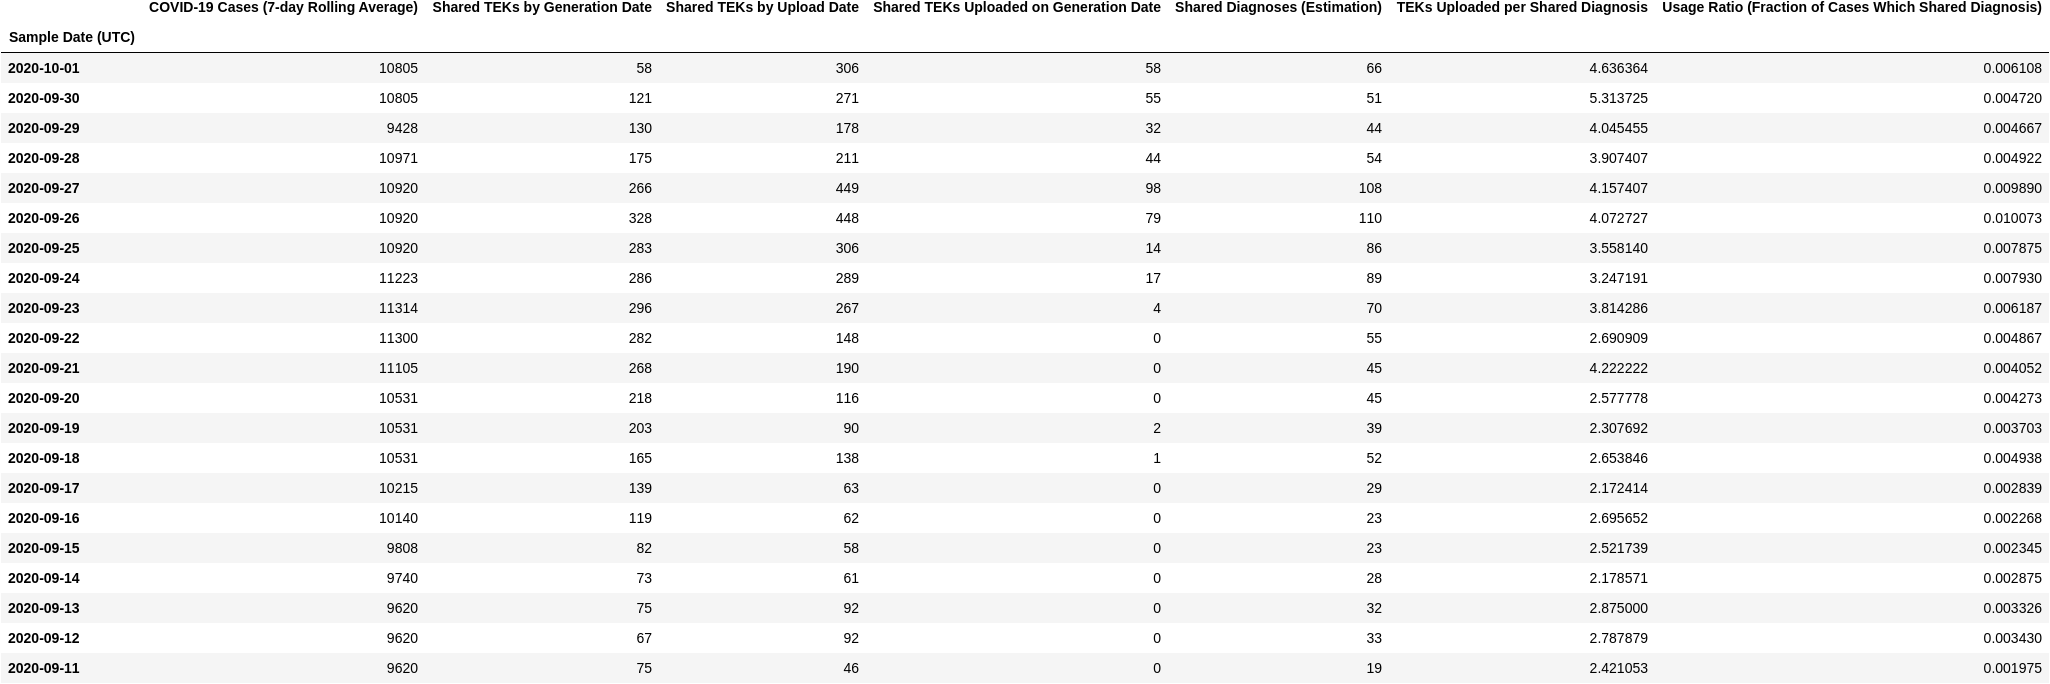 COVID-19 Cases (7-day Rolling Average) Shared TEKs by Generation Date Shared TEKs by Upload Date Shared TEKs Uploaded on Generation Date Shared Diagnoses (Estimation) TEKs Uploaded per Shared Diagnosis Usage Ratio (Fraction of Cases Which Shared Diagnosis)
Sample Date (UTC)
2020-10-01 10805 58 306 58 66 4.636364 0.006108
2020-09-30 10805 121 271 55 51 5.313725 0.004720
2020-09-29 9428 130 178 32 44 4.045455 0.004667
2020-09-28 10971 175 211 44 54 3.907407 0.004922
2020-09-27 10920 266 449 98 108 4.157407 0.009890
2020-09-26 10920 328 448 79 110 4.072727 0.010073
2020-09-25 10920 283 306 14 86 3.558140 0.007875
2020-09-24 11223 286 289 17 89 3.247191 0.007930
2020-09-23 11314 296 267 4 70 3.814286 0.006187
2020-09-22 11300 282 148 0 55 2.690909 0.004867
2020-09-21 11105 268 190 0 45 4.222222 0.004052
2020-09-20 10531 218 116 0 45 2.577778 0.004273
2020-09-19 10531 203 90 2 39 2.307692 0.003703
2020-09-18 10531 165 138 1 52 2.653846 0.004938
2020-09-17 10215 139 63 0 29 2.172414 0.002839
2020-09-16 10140 119 62 0 23 2.695652 0.002268
2020-09-15 9808 82 58 0 23 2.521739 0.002345
2020-09-14 9740 73 61 0 28 2.178571 0.002875
2020-09-13 9620 75 92 0 32 2.875000 0.003326
2020-09-12 9620 67 92 0 33 2.787879 0.003430
2020-09-11 9620 75 46 0 19 2.421053 0.001975